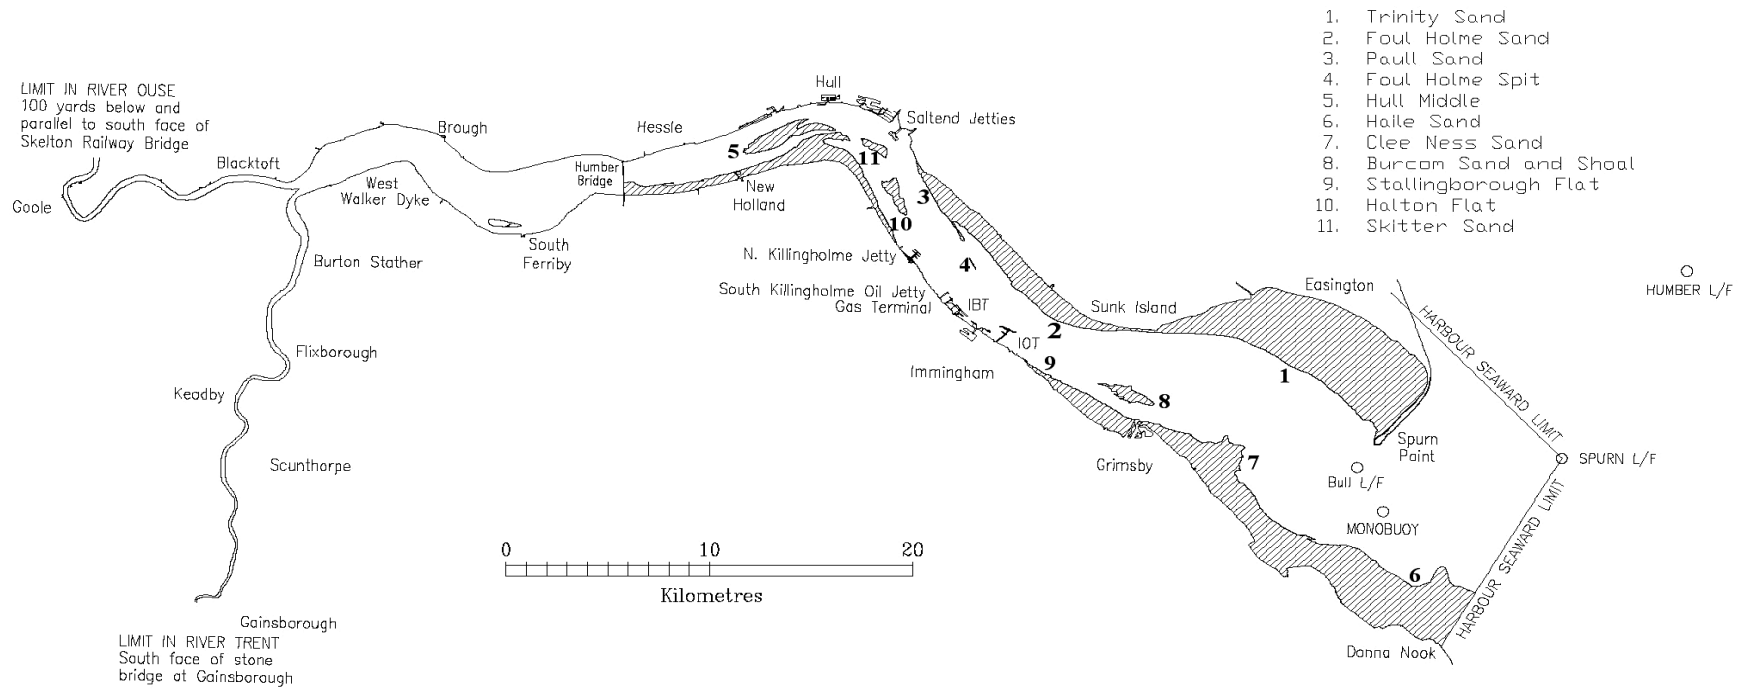 1. Trinity Sand
2. Foul Holme Sand
3. Paull Sand
4. Foul Holme Spit
5. Hull Middle
6. Haile Sand
7. Clee Ness Sand
8. Burcom Sand and Shoal
9. Stallingborough Flat
10. Halton Flat
11. Skitter Sand
LIMIT IN RIVER OUSE
100 yards below and
parallel to south face of
Skelton Railway Bridge
Hull
Saltend Jetties
Hessle
Brough
Blacktoft
5
11
Humber
Bridge
West
Walker Dyke
New
Holland
3
Goole
10
South
Ferriby
N. Killingholme Jetty
4
Burton Stather
South Killingholme Oil Jetty
Gas Terminal
IBT
Sunk Island
Easington
HUMBER L/F
HARBOUR SEAWARD LIMIT
2
IOT
9
Immingham
1
Flixborough
Keadby
8
Spurn
Point
SPURN L/F
Scunthorpe
Grimsby
7
Bull L/F
MONOBUOY
HARBOUR SEAWARD LIMIT
0 10 20
Kilometres
6
Gainsborough
LIMIT IN RIVER TRENT
South face of stone
bridge at Gainsborough
Donna Nook